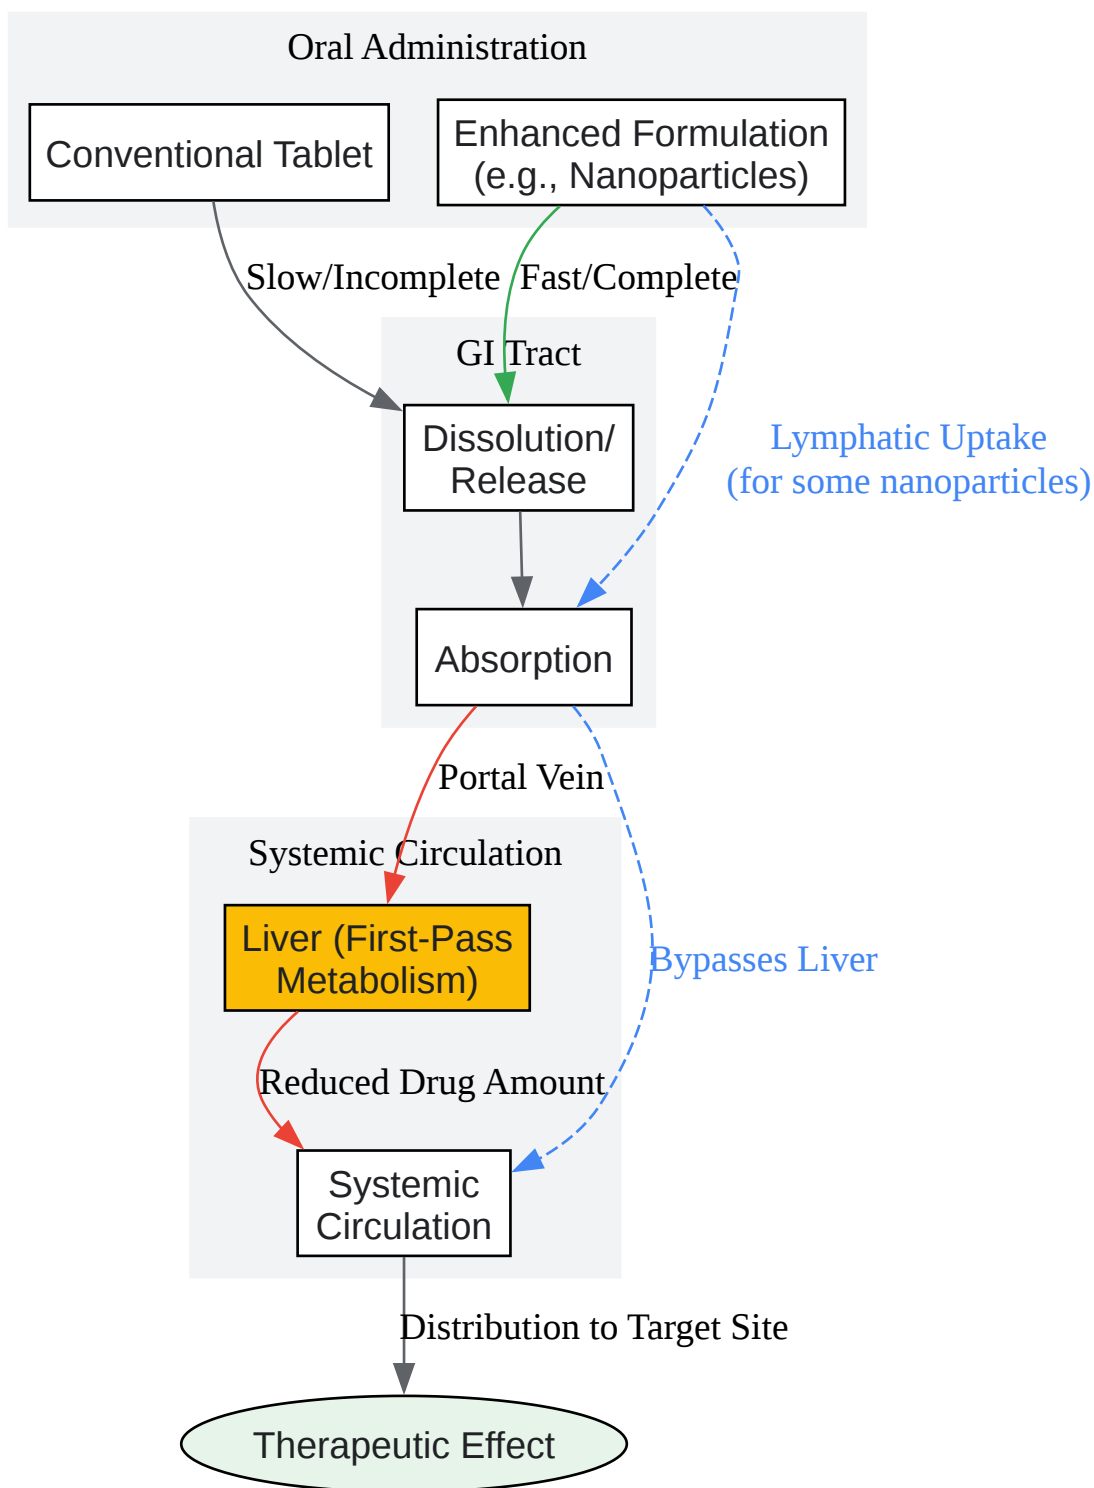 Oral Administration
Conventional Tablet
Enhanced Formulation
(e.g., Nanoparticles)
Slow/Incomplete
Fast/Complete
GI Tract
Dissolution/
Release
Lymphatic Uptake
(for some nanoparticles)
Absorption
Portal Vein
Systemic Circulation
Liver (First-Pass
Metabolism)
Bypasses Liver
Reduced Drug Amount
Systemic
Circulation
Distribution to Target Site
Therapeutic Effect